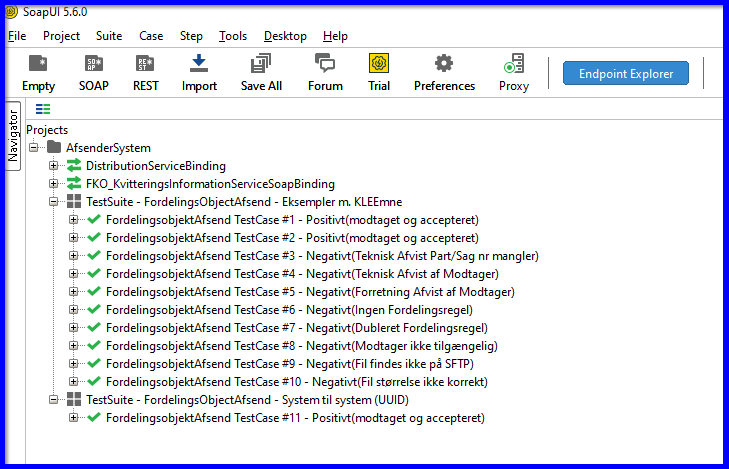 SoapUI 5.6.0
File Project Suite Case Step Tools Desktop Help
SO AP RE ST
Empty SOAP REST Import Save All Forum Trial Preferences Proxy Endpoint Explorer
Navigator
Projects
AfsenderSystem
DistributionServiceBinding
FKO_KvitteringsInformationServiceSoapBinding
TestSuite - FordelingsObjectAfsend - Eksempler m. KLEEmne
FordelingsobjektAfsend TestCase #1 - Positivt(modtaget og accepteret)
FordelingsobjektAfsend TestCase #2 - Positivt(modtaget og accepteret)
FordelingsobjektAfsend TestCase #3 - Negativt(Teknisk Afvist Part/Sag nr mangler)
FordelingsobjektAfsend TestCase #4 - Negativt(Teknisk Afvist af Modtager)
FordelingsobjektAfsend TestCase #5 - Negativt(Forretning Afvist af Modtager)
FordelingsobjektAfsend TestCase #6 - Negativt(Ingen Fordelingsregel)
FordelingsobjektAfsend TestCase #7 - Negativt(Dubleret Fordelingsregel)
FordelingsobjektAfsend TestCase #8 - Negativt(Modtager ikke tilgængelig)
FordelingsobjektAfsend TestCase #9 - Negativt(Fil findes ikke på SFTP)
FordelingsobjektAfsend TestCase #10 - Negativt(Fil størrelse ikke korrekt)
TestSuite - FordelingsObjectAfsend - System til system (UUID)
FordelingsobjektAfsend TestCase #11 - Positivt(modtaget og accepteret)